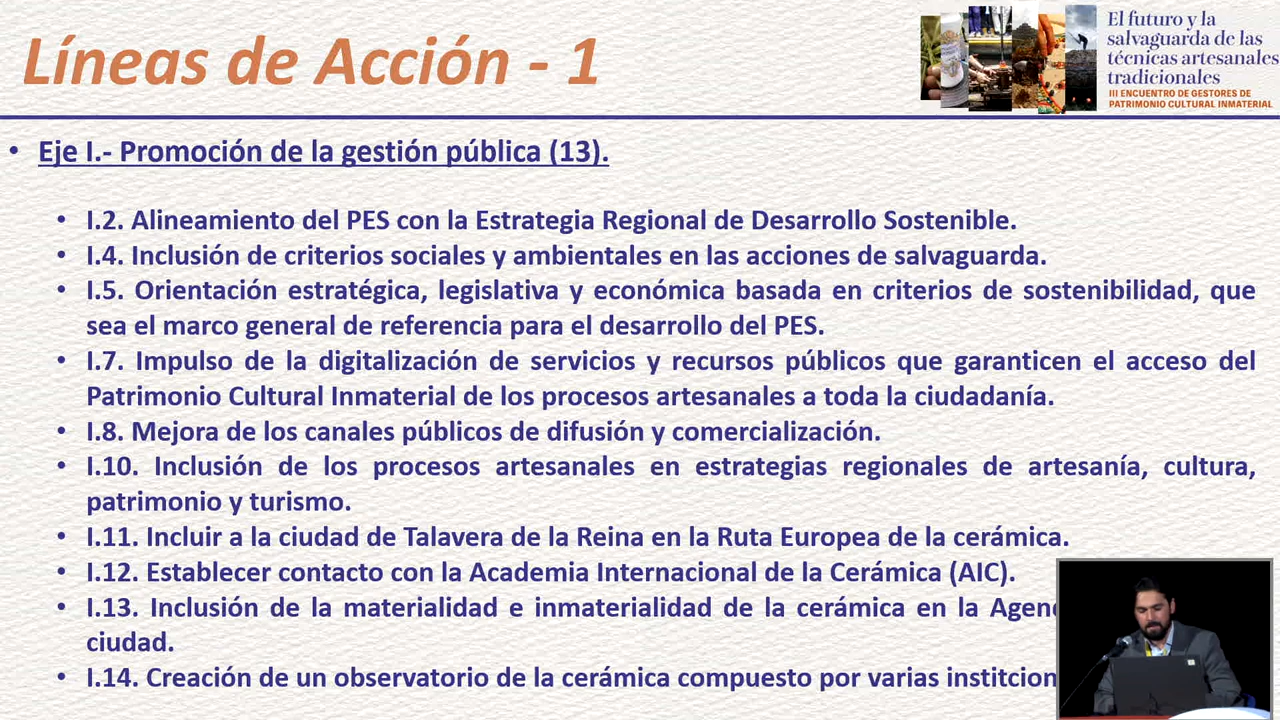 Líneas de Acción - 1
El futuro y la
salvaguarda de las
técnicas artesanales
tradicionales
III ENCUENTRO DE GESTORES DE
PATRIMONIO CULTURAL INMATERIAL
• Eje I.- Promoción de la gestión pública (13).
• I.2. Alineamiento del PES con la Estrategia Regional de Desarrollo Sostenible.
• I.4. Inclusión de criterios sociales y ambientales en las acciones de salvaguarda.
• I.5. Orientación estratégica, legislativa y económica basada en criterios de sostenibilidad, que
sea el marco general de referencia para el desarrollo del PES.
• I.7. Impulso de la digitalización de servicios y recursos públicos que garanticen el acceso del
Patrimonio Cultural Inmaterial de los procesos artesanales a toda la ciudadanía.
• I.8. Mejora de los canales públicos de difusión y comercialización.
• I.10. Inclusión de los procesos artesanales en estrategias regionales de artesanía, cultura,
patrimonio y turismo.
• I.11. Incluir a la ciudad de Talavera de la Reina en la Ruta Europea de la cerámica.
• I.12. Establecer contacto con la Academia Internacional de la Cerámica (AIC).
• I.13. Inclusión de la materialidad e inmaterialidad de la cerámica en la
ciudad.
• I.14. Creación de un observatorio de la cerámica compuesto por varias